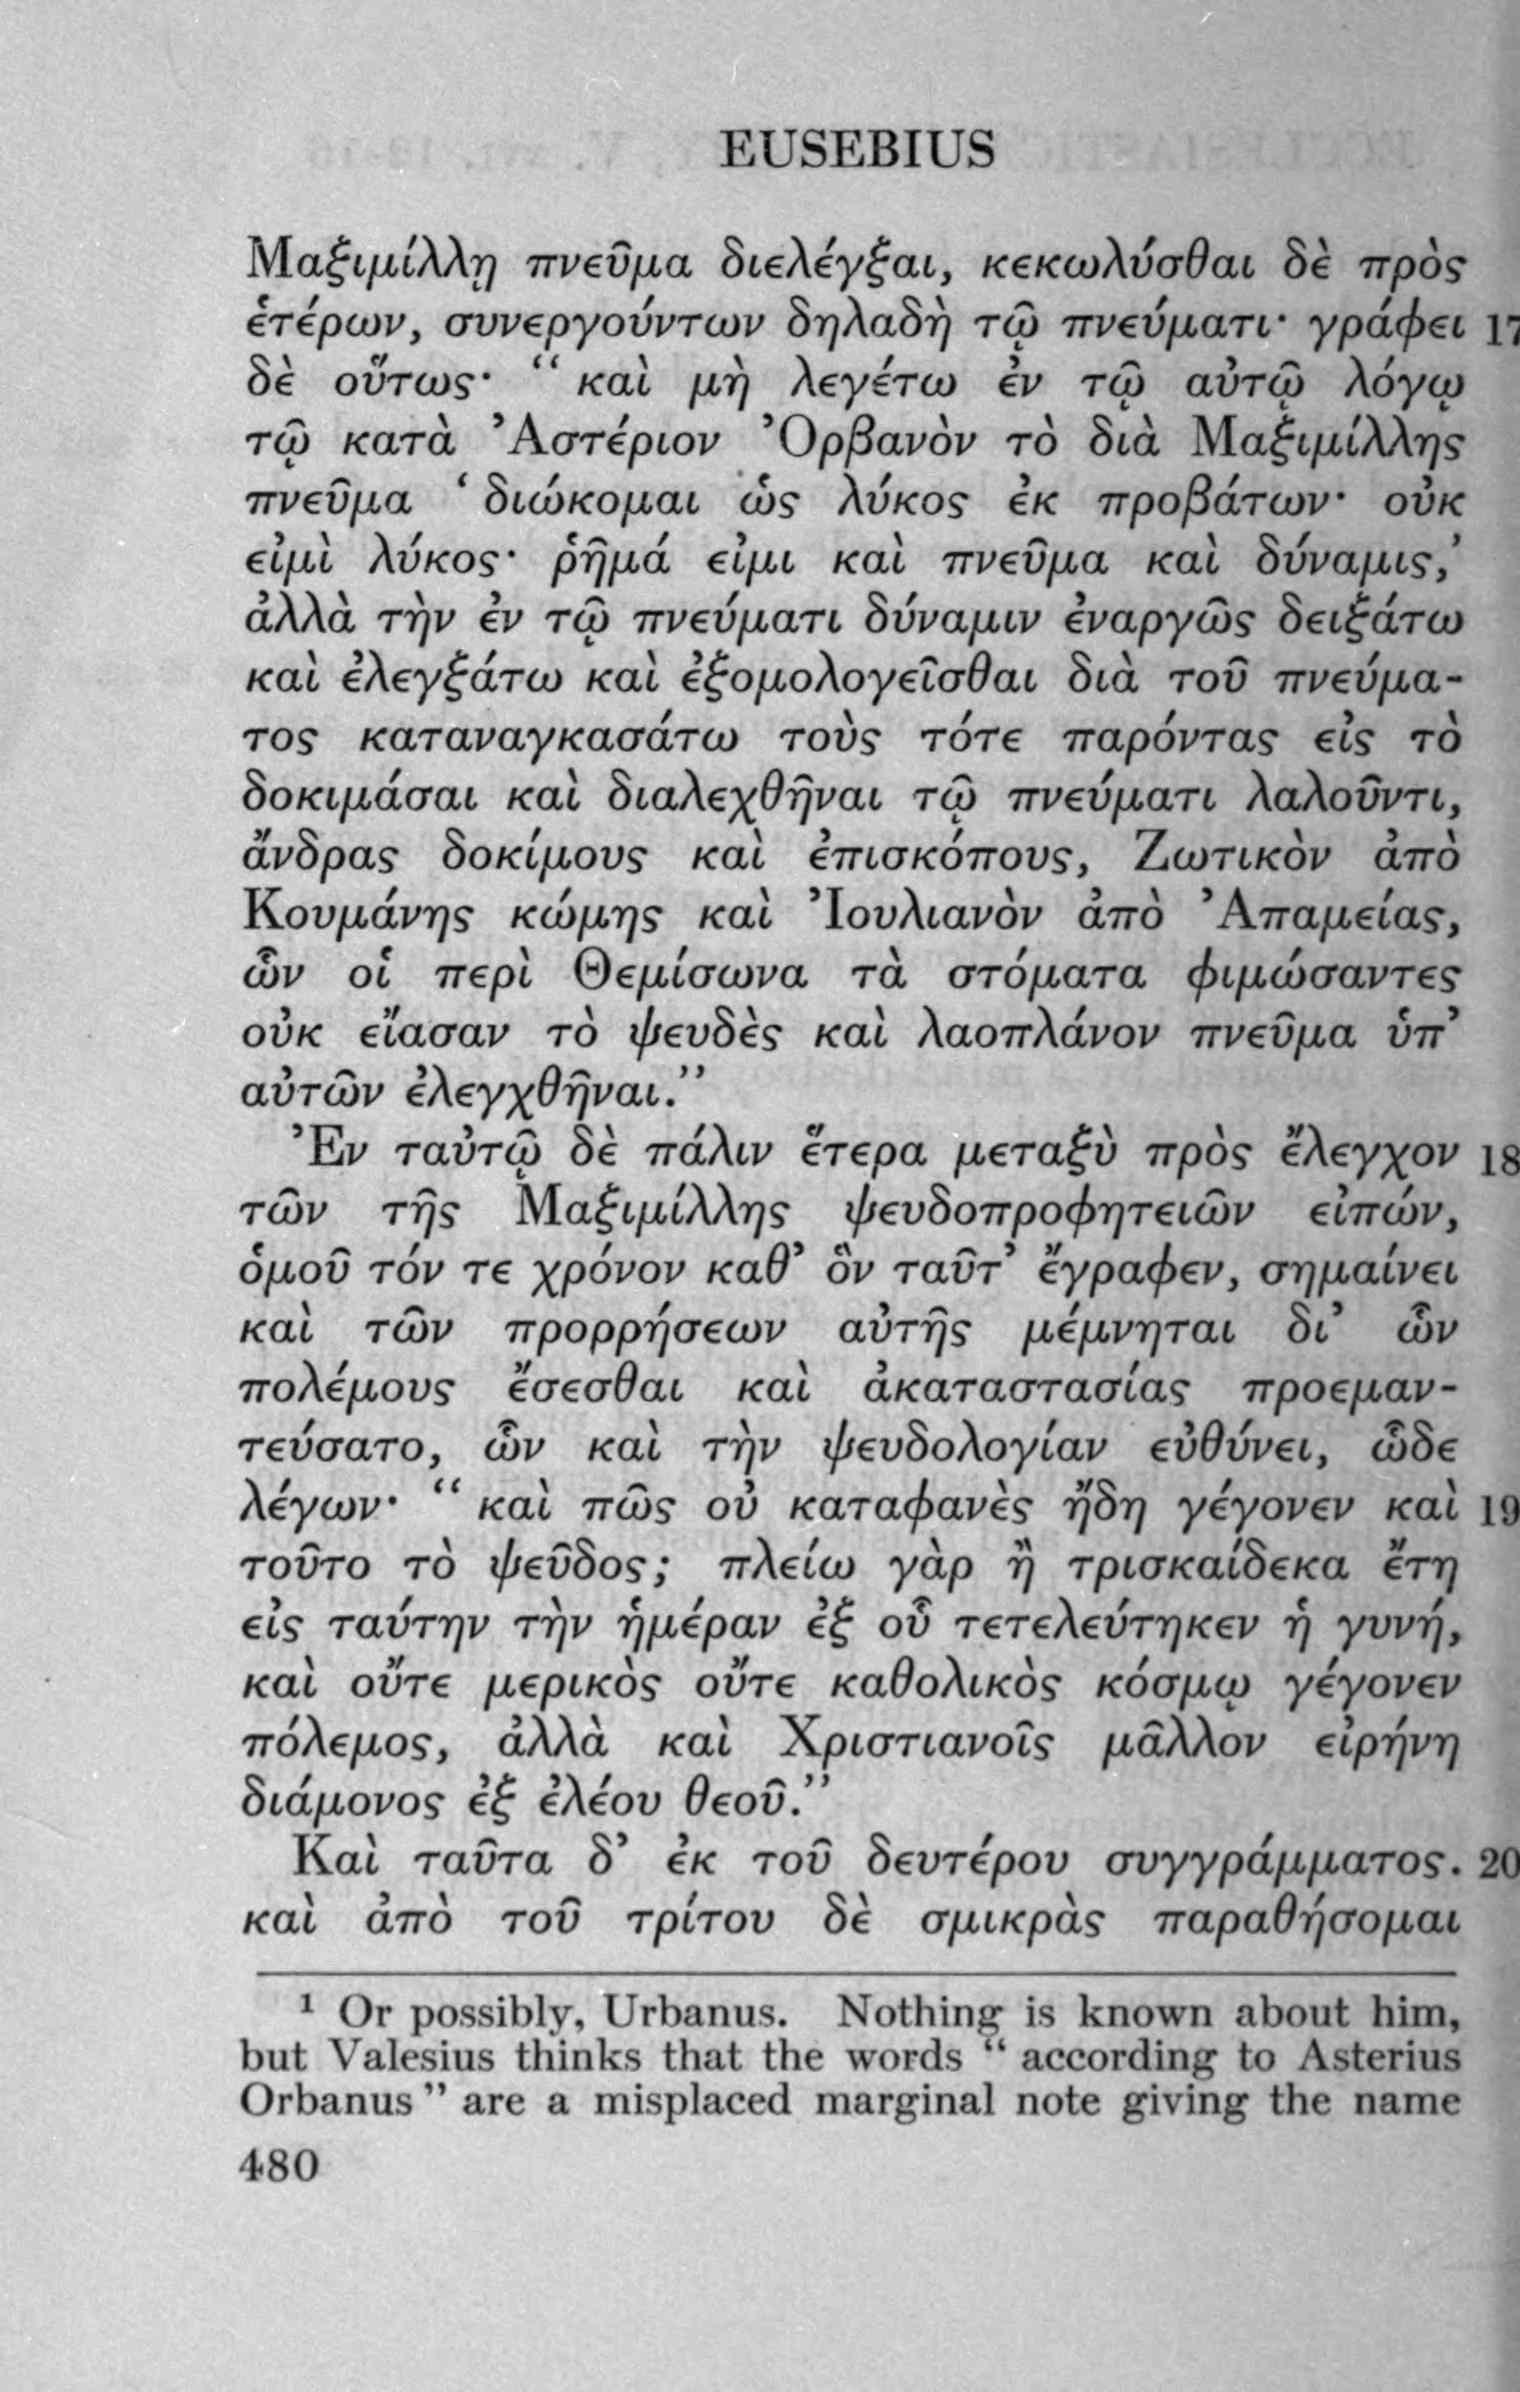 EUSEBIUS
Μαξιμίλλῃ πνεῦμα διελέγξαι, κεκωλύσθαι δὲ πρὸς
ἑτέρων, συνεργούντων δηλαδὴ τῷ πνεύματι· γράφει 17
δὲ οὕτως· “ καὶ μὴ λεγέτω ἐν τῷ αὐτῷ λόγῳ
τῷ κατὰ Ἀστέριον Ὀρβανὸν τὸ διὰ Μαξιμίλλης
πνεῦμα ‘ διώκομαι ὡς λύκος ἐκ προβάτων· οὐκ
εἰμὶ λύκος· ῥῆμά εἰμι καὶ πνεῦμα καὶ δύναμις,’
ἀλλὰ τὴν ἐν τῷ πνεύματι δύναμιν ἐναργῶς δειξάτω
καὶ ἐλεγξάτω καὶ ἐξομολογεῖσθαι διὰ τοῦ πνεύμα-
τος καταναγκασάτω τοὺς τότε παρόντας εἰς τὸ
δοκιμάσαι καὶ διαλεχθῆναι τῷ πνεύματι λαλοῦντι,
ἄνδρας δοκίμους καὶ ἐπισκόπους, Ζωτικὸν ἀπὸ
Κουμάνης κώμης καὶ Ἰουλιανὸν ἀπὸ Ἀπαμείας,
ὧν οἱ περὶ Θεμίσωνα τὰ στόματα φιμώσαντες
οὐκ εἴασαν τὸ ψευδὲς καὶ λαοπλάνον πνεῦμα ὑπ’
αὐτῶν ἐλεγχθῆναι.”
Ἐν ταὐτῷ δὲ πάλιν ἕτερα μεταξὺ πρὸς ἔλεγχον 18
τῶν τῆς Μαξιμίλλης ψευδοπροφητειῶν εἰπών,
ὁμοῦ τόν τε χρόνον καθ’ ὃν ταῦτ’ ἔγραφεν, σημαίνει
καὶ τῶν προρρήσεων αὐτῆς μέμνηται δι’ ὧν
πολέμους ἔσεσθαι καὶ ἀκαταστασίας προεμαν-
τεύσατο, ὧν καὶ τὴν ψευδολογίαν εὐθύνει, ὧδε
λέγων· “ καὶ πῶς οὐ καταφανὲς ἤδη γέγονεν καὶ 19
τοῦτο τὸ ψεῦδος; πλείω γὰρ ἢ τρισκαίδεκα ἔτη
εἰς ταύτην τὴν ἡμέραν ἐξ οὗ τετελεύτηκεν ἡ γυνή,
καὶ οὔτε μερικὸς οὔτε καθολικὸς κόσμῳ γέγονεν
πόλεμος, ἀλλὰ καὶ Χριστιανοῖς μᾶλλον εἰρήνη
διάμονος ἐξ ἐλέου θεοῦ.”
Καὶ ταῦτα δ’ ἐκ τοῦ δευτέρου συγγράμματος. 20
καὶ ἀπὸ τοῦ τρίτου δὲ σμικρὰς παραθήσομαι
¹ Or possibly, Urbanus. Nothing is known about him,
but Valesius thinks that the words “ according to Asterius
Orbanus ” are a misplaced marginal note giving the name
480